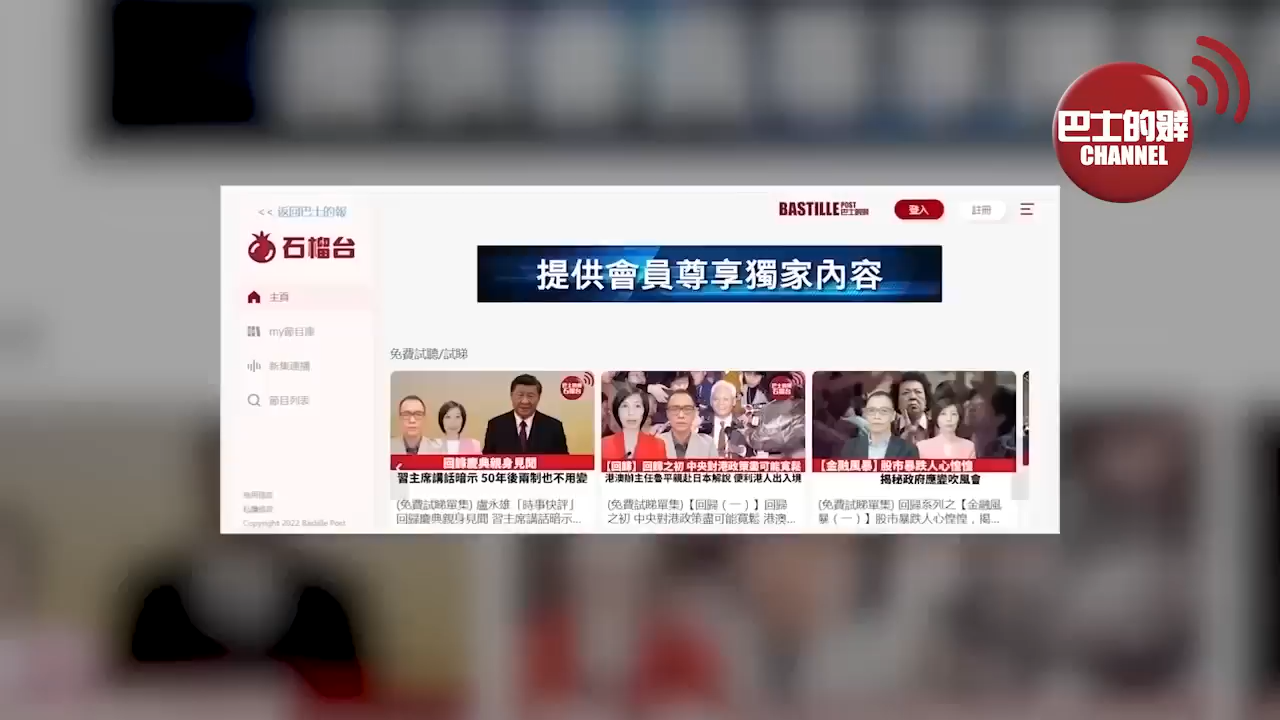 巴士的報
CHANNEL
<< 返回巴士的報
BASTILLE POST
巴士的報
登入
註冊
石榴台
提供會員尊享獨家內容
主頁
my節目庫
新集連播
節目列表
免費試聽/試睇
回歸慶典親身見聞
習主席講話暗示 50年後兩制也不用變
(免費試睇單集) 盧永雄「時事快評」
回歸慶典親身見聞 習主席講話暗示...
【回歸】回歸之初 中央對港政策盡可能寬鬆
港澳辦主任魯平親赴日本解說 便利港人出入境
(免費試睇單集)【回歸（一）】回歸
之初 中央對港政策盡可能寬鬆 港澳...
【金融風暴】股市暴跌人心惶惶
揭秘政府應變吹風會
(免費試睇單集) 回歸系列之【金融風
暴（一）】股市暴跌人心惶惶，揭...
Copyright 2022 Bastille Post